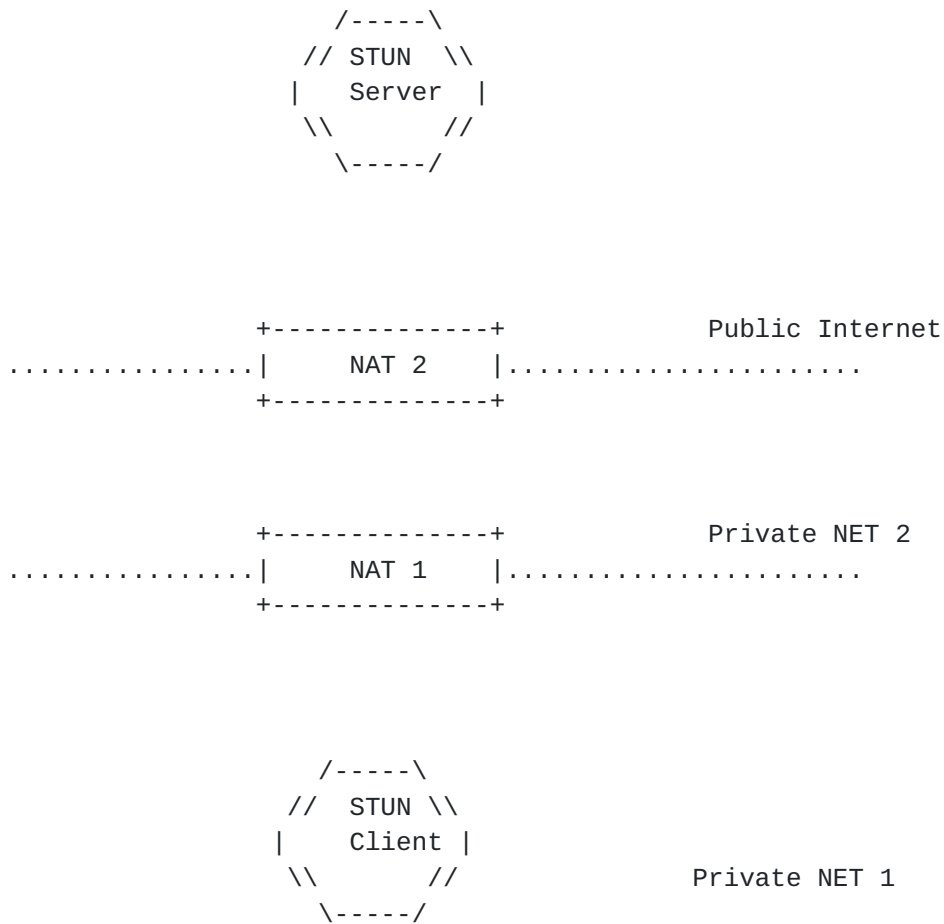 /-----\
// STUN \\
| Server |
\\ //
\-----/
+--------------+ Public Internet
................| NAT 2 |.......................
+--------------+
+--------------+ Private NET 2
................| NAT 1 |.......................
+--------------+
/-----\
// STUN \\
| Client |
\\ // Private NET 1
\-----/